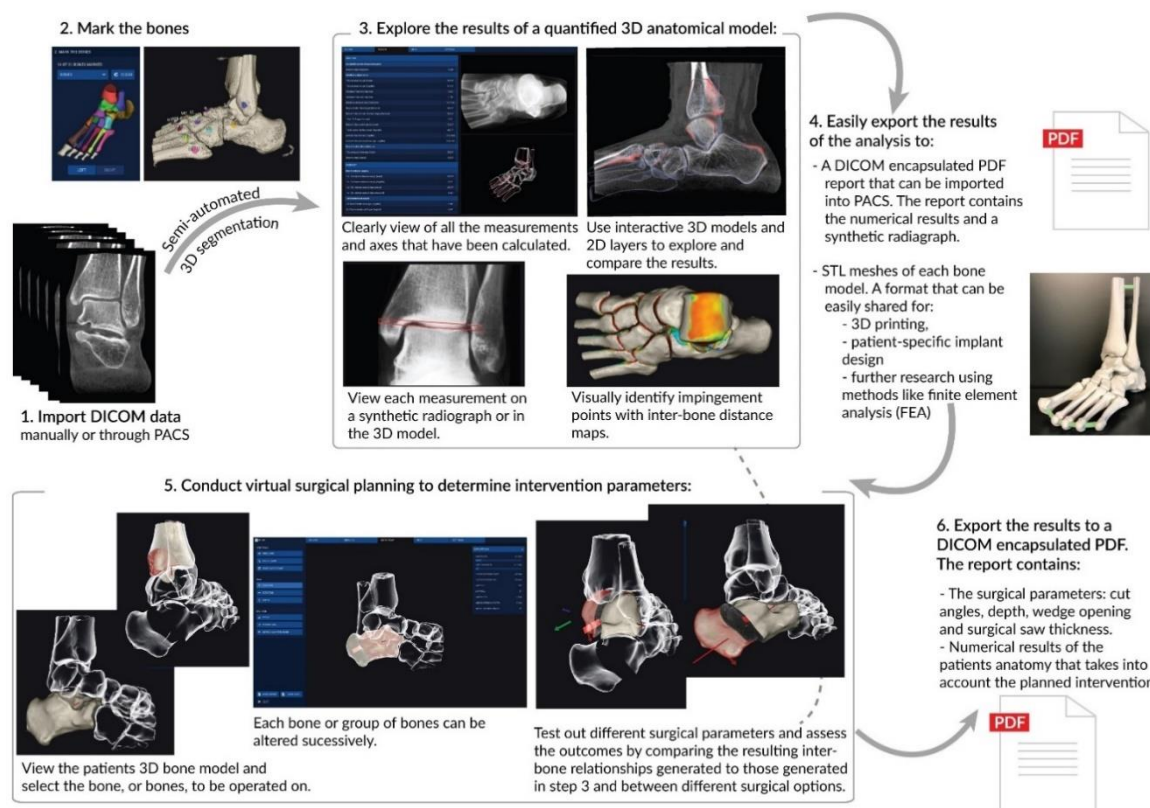 2. Mark the bones
Semi-automated
3D segmentation
1. Import DICOM data
manually or through PACS
3. Explore the results of a quantified 3D anatomical model:
Clearly view of all the measurements
and axes that have been calculated.
Use interactive 3D models and
2D layers to explore and
compare the results.
View each measurement on
a synthetic radiograph or in
the 3D model.
Visually identify impingement
points with inter-bone distance
maps.
4. Easily export the results
of the analysis to:
- A DICOM encapsulated PDF
report that can be imported
into PACS. The report contains
the numerical results and a
synthetic radiagraph.
- STL meshes of each bone
model. A format that can be
easily shared for:
- 3D printing,
- patient-specific implant
design
- further research using
methods like finite element
analysis (FEA)
PDF
5. Conduct virtual surgical planning to determine intervention parameters:
View the patients 3D bone model and
select the bone, or bones, to be operated on.
Each bone or group of bones can be
altered sucessively.
Test out different surgical parameters and assess
the outcomes by comparing the resulting inter-
bone relationships generated to those generated
in step 3 and between different surgical options.
6. Export the results to a
DICOM encapsulated PDF.
The report contains:
- The surgical parameters: cut
angles, depth, wedge opening
and surgical saw thickness.
- Numerical results of the
patients anatomy that takes into
account the planned intervention
PDF